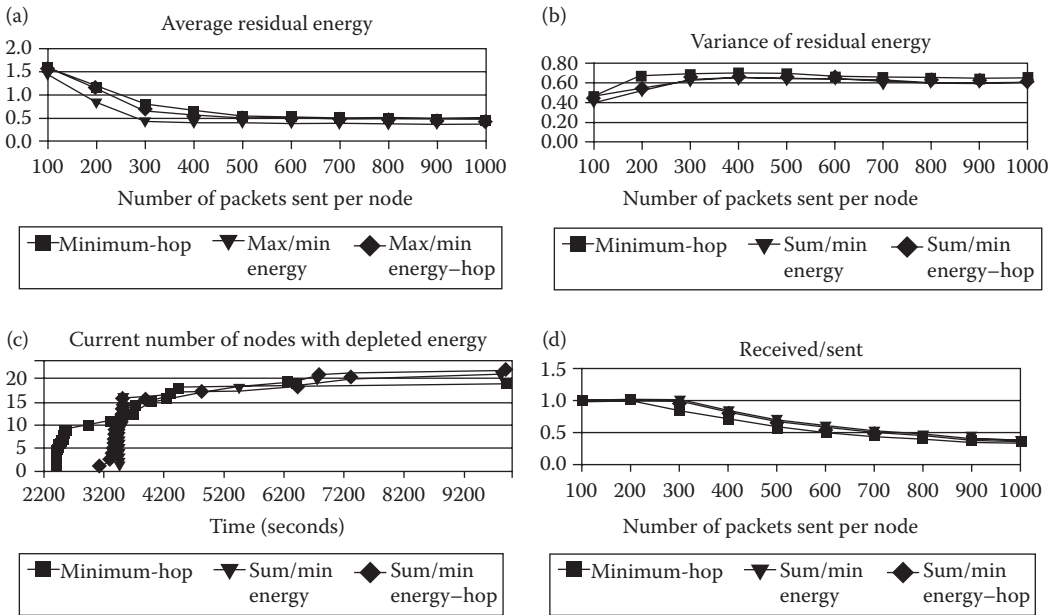 (a)
Average residual energy
2.0
1.5
1.0
0.5
0.0
100 200 300 400 500 600 700 800 900 1000
Number of packets sent per node
Minimum-hop Max/min energy Max/min energy–hop
(b)
Variance of residual energy
0.80
0.60
0.40
0.20
0.00
100 200 300 400 500 600 700 800 900 1000
Number of packets sent per node
Minimum-hop Sum/min energy Sum/min energy–hop
(c)
Current number of nodes with depleted energy
20
15
10
5
0
2200 3200 4200 5200 6200 7200 8200 9200
Time (seconds)
Minimum-hop Sum/min energy Sum/min energy–hop
(d)
Received/sent
1.5
1.0
0.5
0.0
100 200 300 400 500 600 700 800 900 1000
Number of packets sent per node
Minimum-hop Sum/min energy Sum/min energy–hop